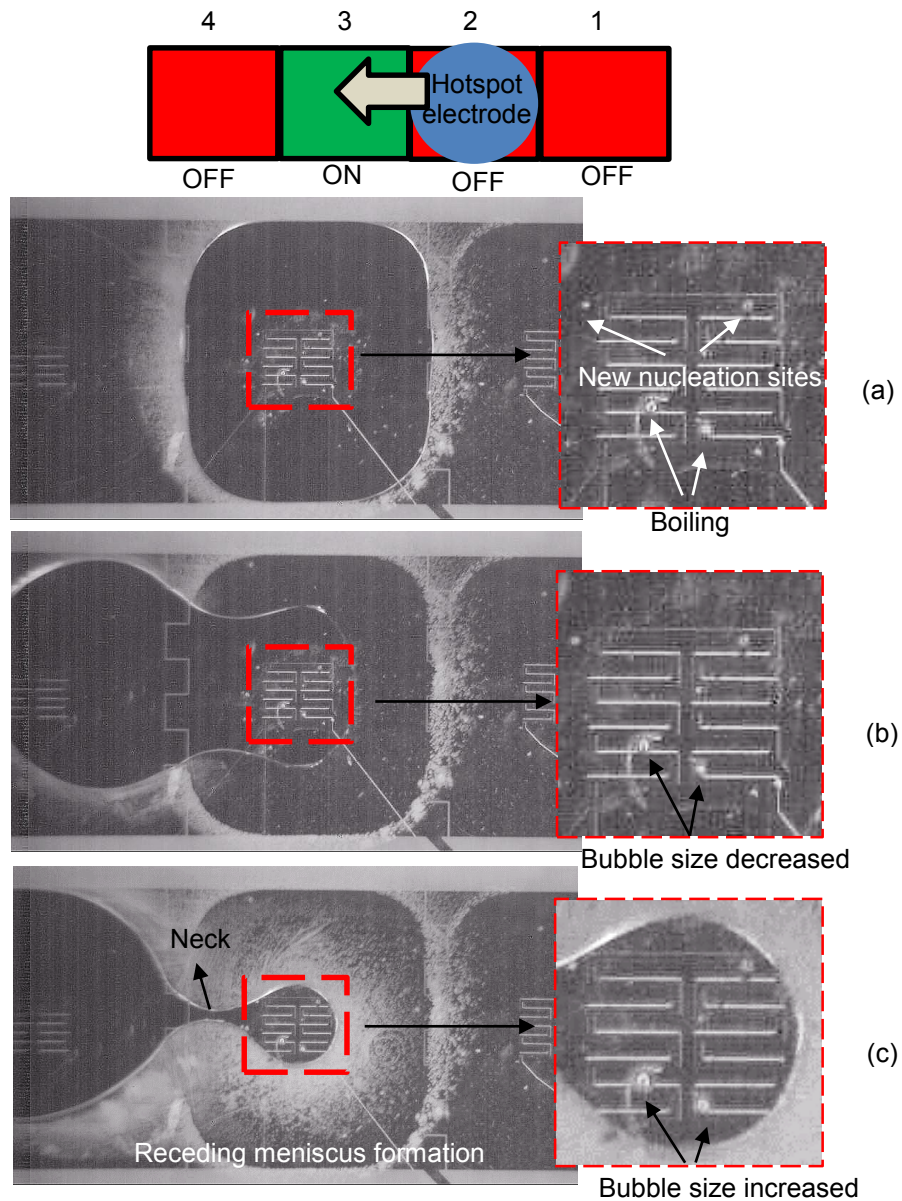 4 3 2 1
Hotspot
electrode
OFF ON OFF OFF
New nucleation sites
(a)
Boiling
(b)
Bubble size decreased
Neck
(c)
Receding meniscus formation
Bubble size increased